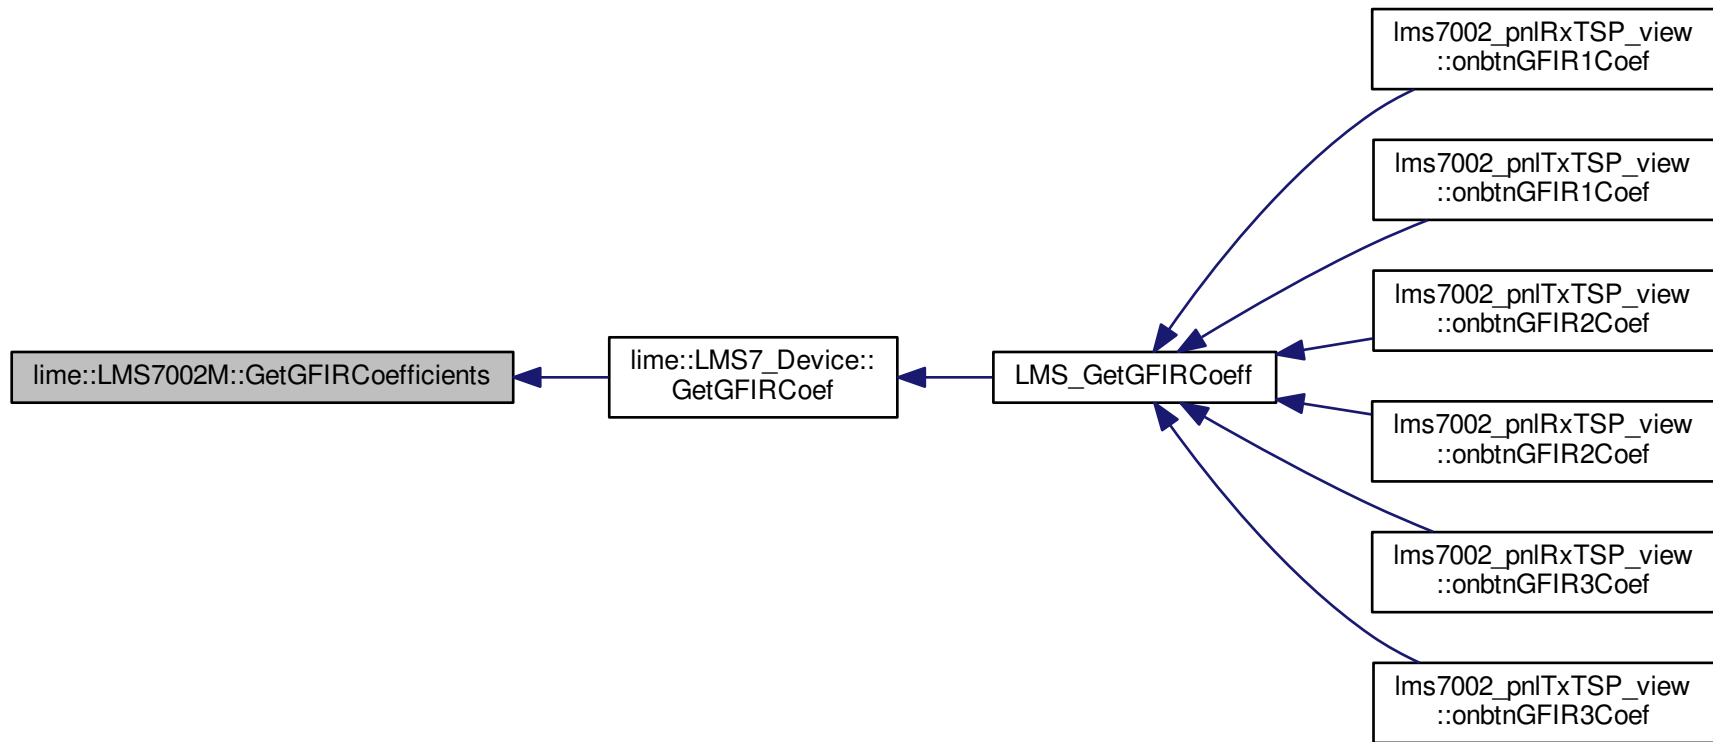 lime::LMS7002M::GetGFIRCoefficients
lime::LMS7_Device::
GetGFIRCoef
LMS_GetGFIRCoeff
lms7002_pnlRxTSP_view
::onbtnGFIR1Coef
lms7002_pnlTxTSP_view
::onbtnGFIR1Coef
lms7002_pnlTxTSP_view
::onbtnGFIR2Coef
lms7002_pnlRxTSP_view
::onbtnGFIR2Coef
lms7002_pnlRxTSP_view
::onbtnGFIR3Coef
lms7002_pnlTxTSP_view
::onbtnGFIR3Coef